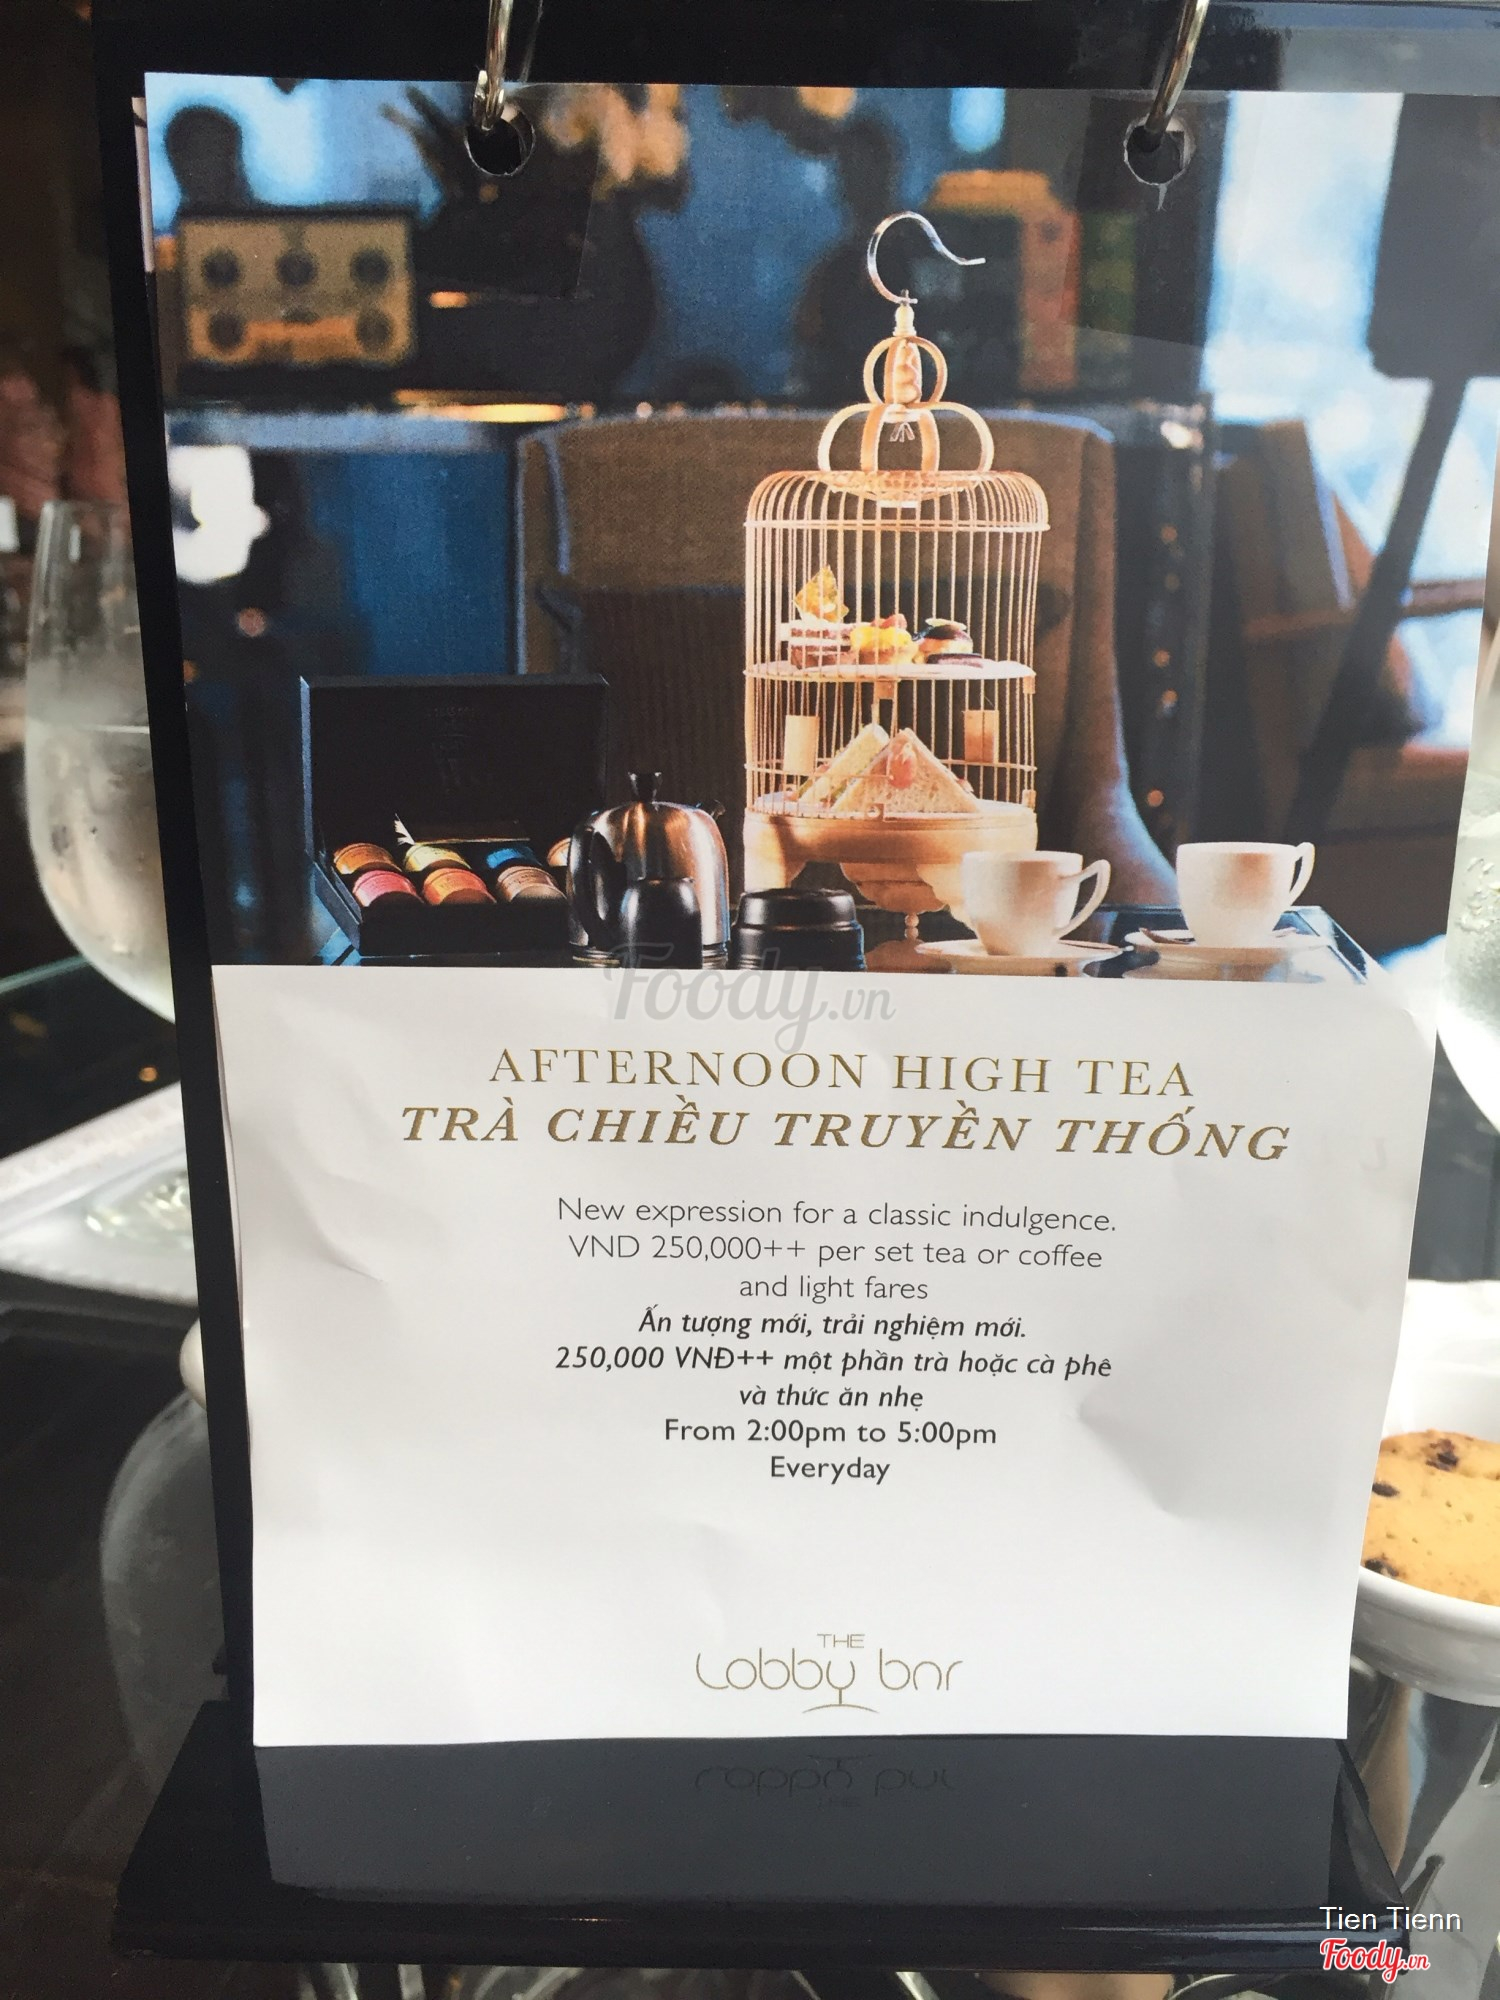 Foody.vn
AFTERNOON HIGH TEA
TRÀ CHIỀU TRUYỀN THỐNG
New expression for a classic indulgence.
VND 250,000++ per set tea or coffee
and light fares
Ấn tượng mới, trải nghiệm mới.
250,000 VNĐ++ một phần trà hoặc cà phê
và thức ăn nhẹ
From 2:00pm to 5:00pm
Everyday
THE
Lobby bar
Tien Tienn
Foody.vn